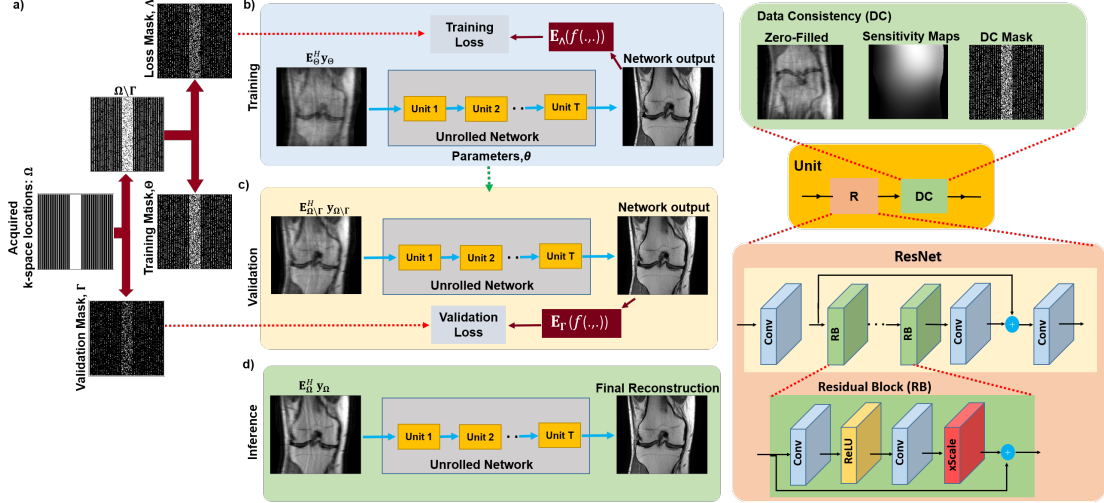 a)
Loss Mask, Λ
Ω\Γ
Acquired
k-space locations: Ω
Training Mask,Θ
Validation Mask, Γ
b)
Training
Training
Loss
E_Λ(f(.,.))
E_Θ^H y_Θ
Network output
Unit 1
Unit 2
Unit T
Unrolled Network
Parameters,θ
c)
Validation
E_{Ω\Γ}^H y_{Ω\Γ}
Network output
Unit 1
Unit 2
Unit T
Unrolled Network
Validation
Loss
E_Γ(f(.,.))
d)
Inference
E_Ω^H y_Ω
Final Reconstruction
Unit 1
Unit 2
Unit T
Unrolled Network
Data Consistency (DC)
Zero-Filled
Sensitivity Maps
DC Mask
Unit
R
DC
ResNet
Conv
RB
RB
Conv
+
Conv
Residual Block (RB)
Conv
ReLU
Conv
xScale
+